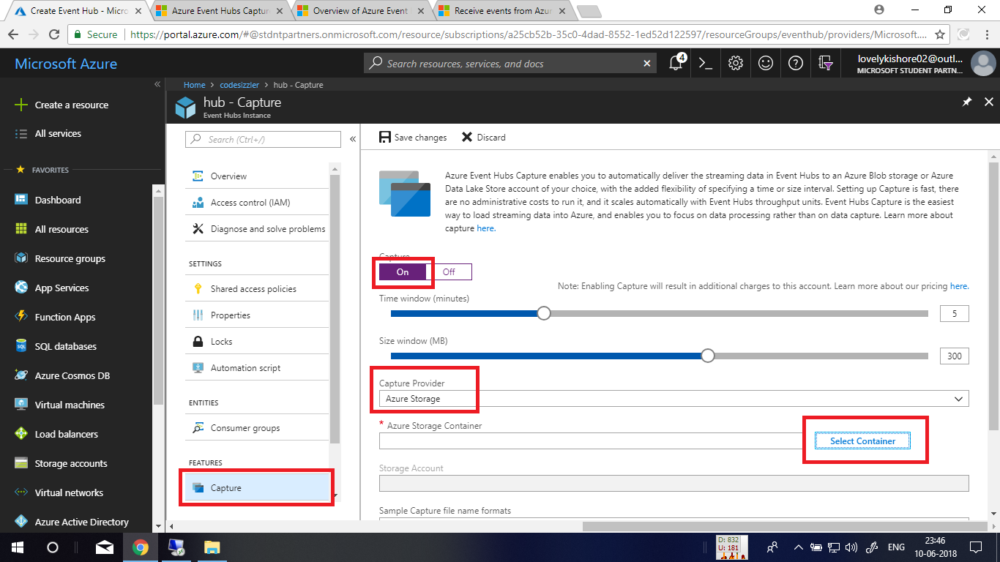 Create Event Hub - Micro
Azure Event Hubs Captur
Overview of Azure Event
Receive events from Azur
Secure
https://portal.azure.com/#@stdntpartners.onmicrosoft.com/resource/subscriptions/a25cb52b-35c0-4dad-8552-1ed52d122597/resourceGroups/eventhub/providers/Microsoft....
Microsoft Azure
Search resources, services, and docs
4
lovelykishore02@outl...
MICROSOFT STUDENT PARTN...
Create a resource
All services
FAVORITES
Dashboard
All resources
Resource groups
App Services
Function Apps
SQL databases
Azure Cosmos DB
Virtual machines
Load balancers
Storage accounts
Virtual networks
Azure Active Directory
Home > codesizzler > hub - Capture
hub - Capture
Event Hubs Instance
Search (Ctrl+/)
Overview
Access control (IAM)
Diagnose and solve problems
SETTINGS
Shared access policies
Properties
Locks
Automation script
ENTITIES
Consumer groups
FEATURES
Capture
Save changes
Discard
Azure Event Hubs Capture enables you to automatically deliver the streaming data in Event Hubs to an Azure Blob storage or Azure
Data Lake Store account of your choice, with the added flexibility of specifying a time or size interval. Setting up Capture is fast, there
are no administrative costs to run it, and it scales automatically with Event Hubs throughput units. Event Hubs Capture is the easiest
way to load streaming data into Azure, and enables you to focus on data processing rather than on data capture. Learn more about
capture here.
Capture
On
Off
Note: Enabling Capture will result in additional charges to this account. Learn more about our pricing here.
Time window (minutes)
5
Size window (MB)
300
Capture Provider
Azure Storage
* Azure Storage Container
Select Container
Storage Account
Sample Capture file name formats
D: 832
U: 181
ENG
23:46
10-06-2018